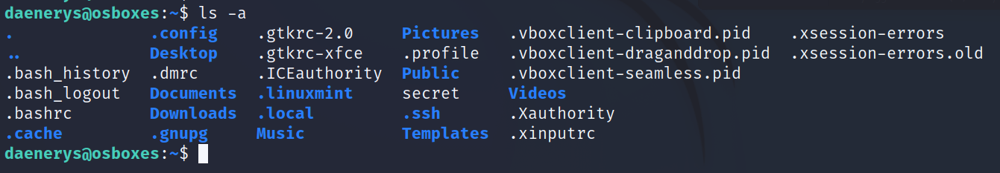 daenerys@osboxes:~$ ls -a
. .config .gtkrc-2.0 Pictures .vboxclient-clipboard.pid .xsession-errors
.. Desktop .gtkrc-xfce .profile .vboxclient-draganddrop.pid .xsession-errors.old
.bash_history .dmrc .ICEauthority Public .vboxclient-seamless.pid
.bash_logout Documents .linuxmint secret Videos
.bashrc Downloads .local .ssh .Xauthority
.cache .gnupg Music Templates .xinputrc
daenerys@osboxes:~$